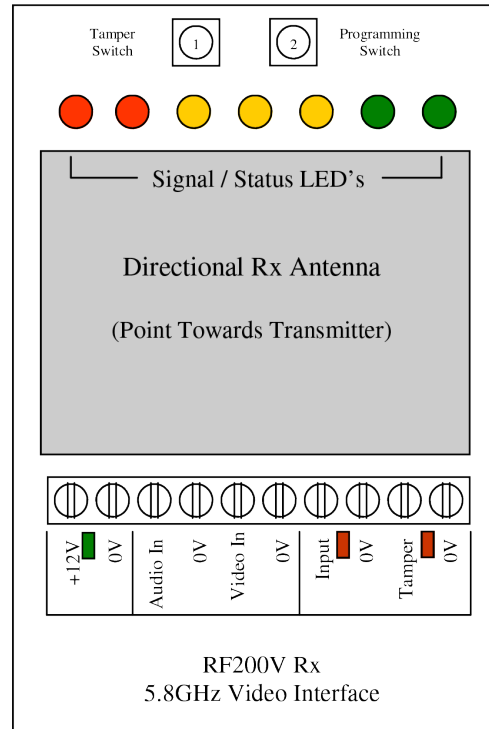 Tamper
Switch
1
2
Programming
Switch
Signal / Status LED's
Directional Rx Antenna
(Point Towards Transmitter)
+12V
0V
Audio In
0V
Video In
0V
Input
0V
Tamper
0V
RF200V Rx
5.8GHz Video Interface